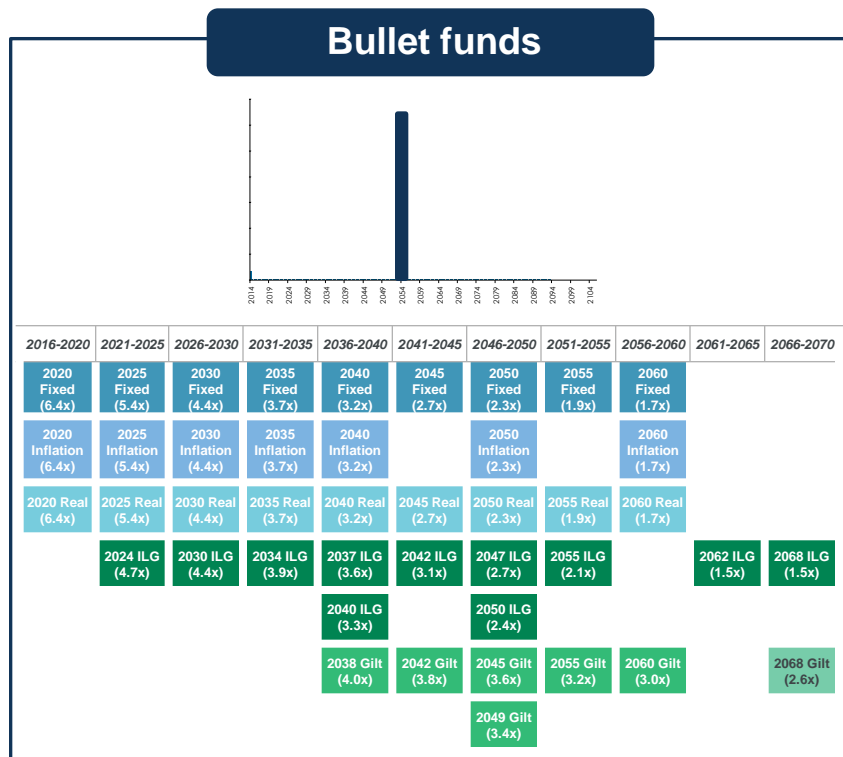 Bullet funds
2014 2019 2024 2029 2034 2039 2044 2049 2054 2059 2064 2069 2074 2079 2084 2089 2094 2099 2104
2016-2020 2021-2025 2026-2030 2031-2035 2036-2040 2041-2045 2046-2050 2051-2055 2056-2060 2061-2065 2066-2070
2020 2025 2030 2035 2040 2045 2050 2055 2060
Fixed Fixed Fixed Fixed Fixed Fixed Fixed Fixed Fixed
(6.4x) (5.4x) (4.4x) (3.7x) (3.2x) (2.7x) (2.3x) (1.9x) (1.7x)
2020 2025 2030 2035 2040 2050 2060
Inflation Inflation Inflation Inflation Inflation Inflation Inflation
(6.4x) (5.4x) (4.4x) (3.7x) (3.2x) (2.3x) (1.7x)
2020 Real 2025 Real 2030 Real 2035 Real 2040 Real 2045 Real 2050 Real 2055 Real 2060 Real
(6.4x) (5.4x) (4.4x) (3.7x) (3.2x) (2.7x) (2.3x) (1.9x) (1.7x)
2024 ILG 2030 ILG 2034 ILG 2037 ILG 2042 ILG 2047 ILG 2055 ILG 2062 ILG 2068 ILG
(4.7x) (4.4x) (3.9x) (3.6x) (3.1x) (2.7x) (2.1x) (1.5x) (1.5x)
2040 ILG 2050 ILG
(3.3x) (2.4x)
2038 Gilt 2042 Gilt 2045 Gilt 2055 Gilt 2060 Gilt 2068 Gilt
(4.0x) (3.8x) (3.6x) (3.2x) (3.0x) (2.6x)
2049 Gilt
(3.4x)